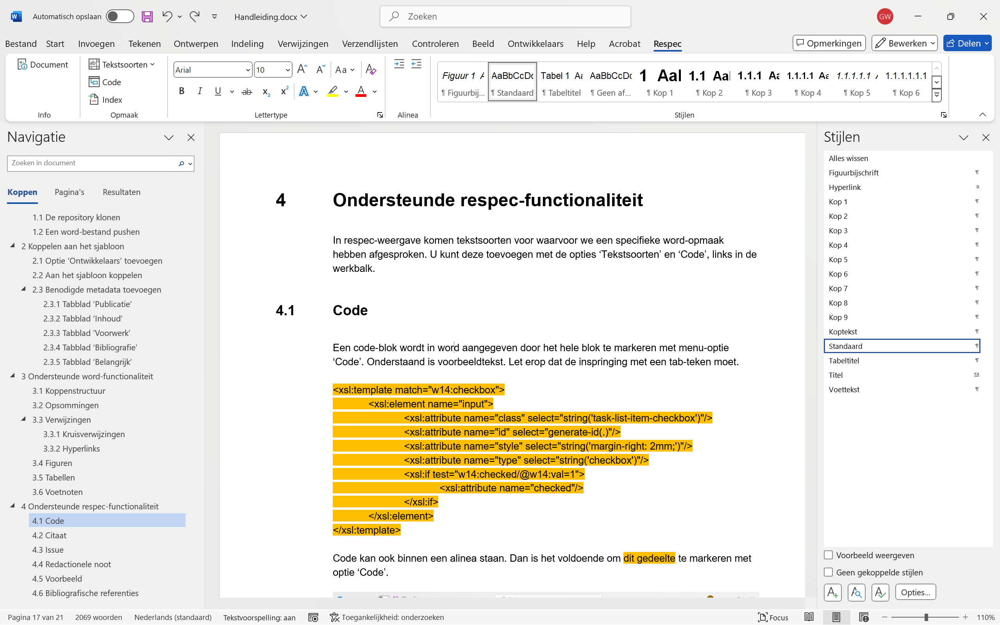 Automatisch opslaan
Handleiding.docx
Zoeken
GW
Bestand Start Invoegen Tekenen Ontwerpen Indeling Verwijzingen Verzendlijsten Controleren Beeld Ontwikkelaars Help Acrobat Respec
Opmerkingen Bewerken Delen
Document
Info
Tekstsoorten
Code
Index
Opmaak
Arial 10
Aa
B I U ab x₂ x² A A
Lettertype
Alinea
Figuur 1 AaBbCcDc Tabel 1 Aa AaBbCcDc 1 Aal 1.1 Aa 1.1.1 Aa 1.1.1.1 Aa 1.1.1.1.1 1.1.1.1.1.1
¶ Figuurbij... ¶ Standaard ¶ Tabeltitel ¶ Geen af... ¶ Kop 1 ¶ Kop 2 ¶ Kop 3 ¶ Kop 4 ¶ Kop 5 ¶ Kop 6
Stijlen
Navigatie
Zoeken in document
Koppen Pagina's Resultaten
1.1 De repository klonen
1.2 Een word-bestand pushen
2 Koppelen aan het sjabloon
2.1 Optie ‘Ontwikkelaars’ toevoegen
2.2 Aan het sjabloon koppelen
2.3 Benodigde metadata toevoegen
2.3.1 Tabblad ‘Publicatie’
2.3.2 Tabblad ‘Inhoud’
2.3.3 Tabblad ‘Voorwerk’
2.3.4 Tabblad ‘Bibliografie’
2.3.5 Tabblad ‘Belangrijk’
3 Ondersteunde word-functionaliteit
3.1 Koppenstructuur
3.2 Opsommingen
3.3 Verwijzingen
3.3.1 Kruisverwijzingen
3.3.2 Hyperlinks
3.4 Figuren
3.5 Tabellen
3.6 Voetnoten
4 Ondersteunde respec-functionaliteit
4.1 Code
4.2 Citaat
4.3 Issue
4.4 Redactionele noot
4.5 Voorbeeld
4.6 Bibliografische referenties
4 Ondersteunde respec-functionaliteit
In respec-weergave komen tekstsoorten voor waarvoor we een specifieke word-opmaak
hebben afgesproken. U kunt deze toevoegen met de opties ‘Tekstsoorten’ en ‘Code’, links in de
werkbalk.
4.1 Code
Een code-blok wordt in word aangegeven door het hele blok te markeren met menu-optie
‘Code’. Onderstaand is voorbeeldtekst. Let erop dat de inspringing met een tab-teken moet.
<xsl:template match="w14:checkbox">
<xsl:element name="input">
<xsl:attribute name="class" select="string('task-list-item-checkbox')"/>
<xsl:attribute name="id" select="generate-id(.)"/>
<xsl:attribute name="style" select="string('margin-right: 2mm;')"/>
<xsl:attribute name="type" select="string('checkbox')"/>
<xsl:if test="w14:checked/@w14:val=1">
<xsl:attribute name="checked"/>
</xsl:if>
</xsl:element>
</xsl:template>
Code kan ook binnen een alinea staan. Dan is het voldoende om dit gedeelte te markeren met
optie ‘Code’.
Stijlen
Alles wissen
Figuurbijschrift ¶
Hyperlink a
Kop 1 ¶
Kop 2 ¶
Kop 3 ¶
Kop 4 ¶
Kop 5 ¶
Kop 6 ¶
Kop 7 ¶
Kop 8 ¶
Kop 9 ¶
Koptekst ¶
Standaard ¶
Tabeltitel ¶
Titel ¶a
Voettekst ¶
Voorbeeld weergeven
Geen gekoppelde stijlen
Opties...
Pagina 17 van 21 2069 woorden Nederlands (standaard) Tekstvoorspelling: aan Toegankelijkheid: onderzoeken Focus 110%